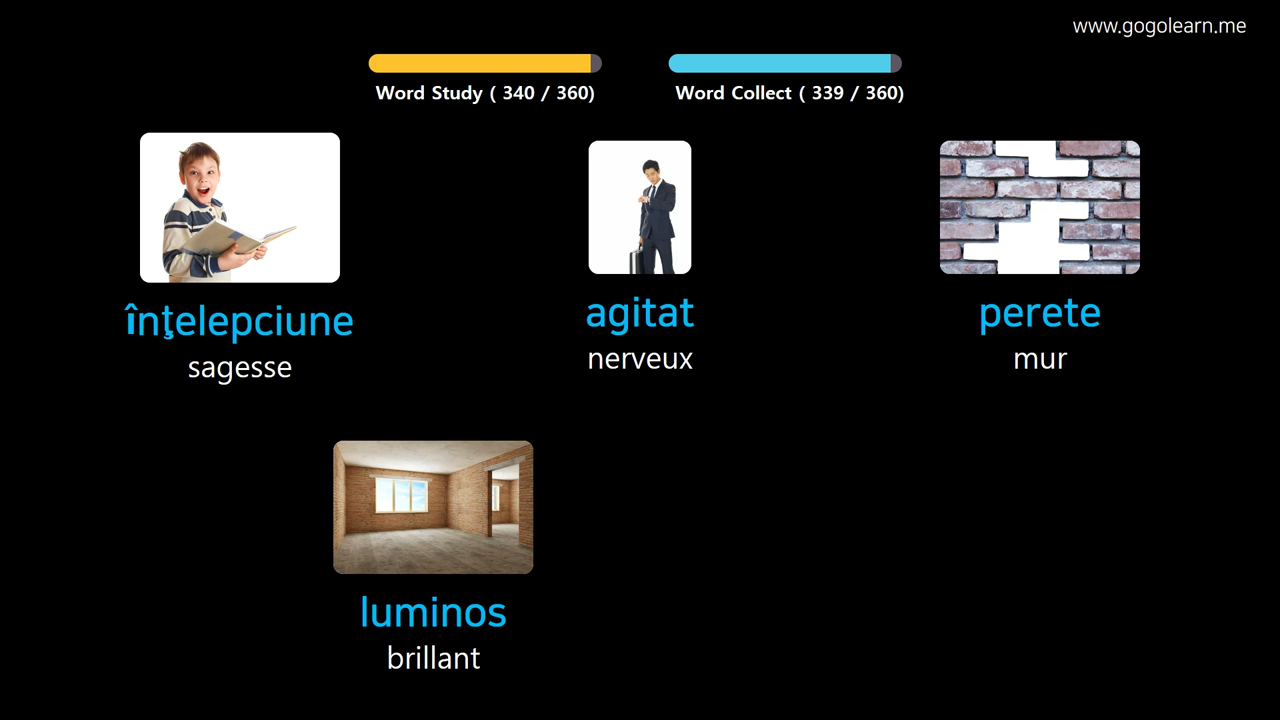 www.gogolearn.me
Word Study ( 340 / 360)
Word Collect ( 339 / 360)
înţelepciune
sagesse
agitat
nerveux
perete
mur
luminos
brillant